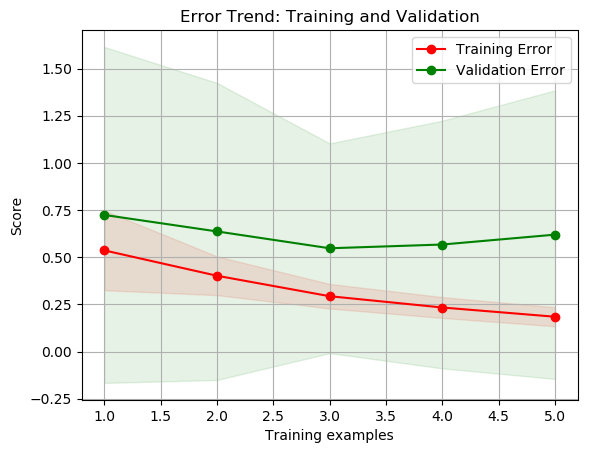 Error Trend: Training and Validation
Training Error
Validation Error
Score
1.50
1.25
1.00
0.75
0.50
0.25
0.00
−0.25
1.0 1.5 2.0 2.5 3.0 3.5 4.0 4.5 5.0
Training examples